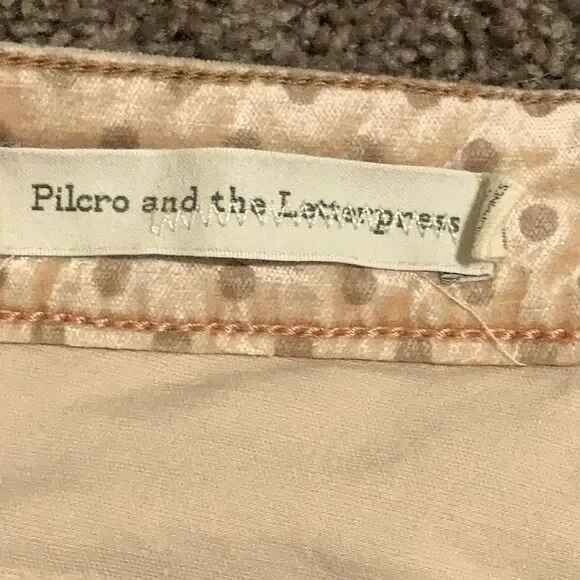 Pilcro and the Letterpress